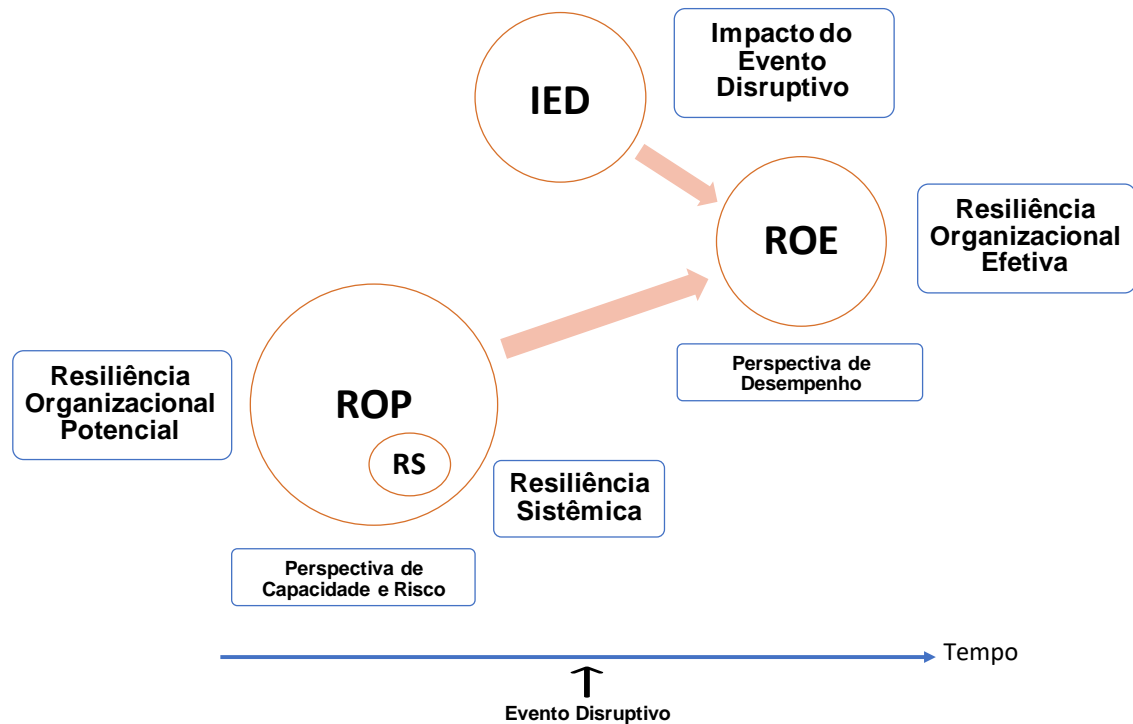 IED
Impacto do
Evento
Disruptivo
ROE
Resiliência
Organizacional
Efetiva
Perspectiva de
Desempenho
Resiliência
Organizacional
Potencial
ROP
RS
Resiliência
Sistêmica
Perspectiva de
Capacidade e Risco
Tempo
Evento Disruptivo